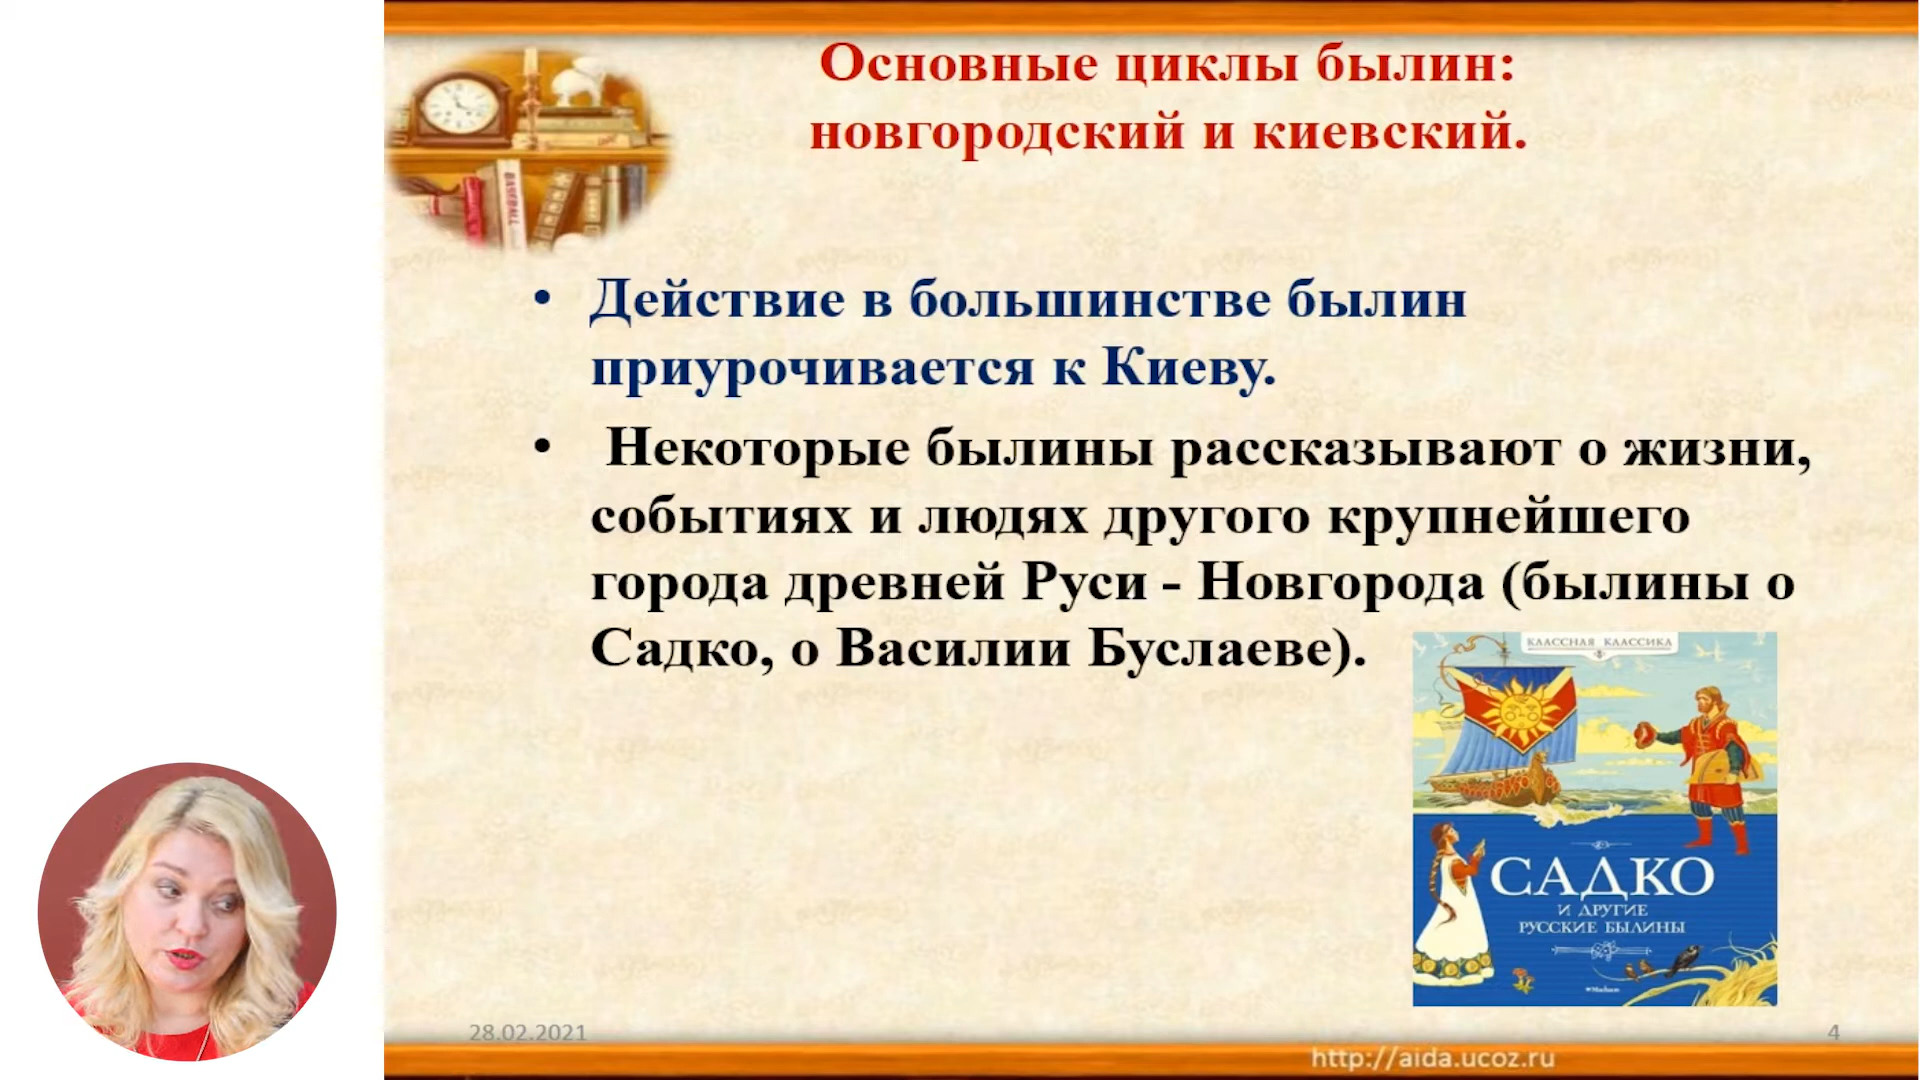 Основные циклы былин:
новгородский и киевский.
BASEBALL
• Действие в большинстве былин
приурочивается к Киеву.
• Некоторые былины рассказывают о жизни,
событиях и людях другого крупнейшего
города древней Руси - Новгорода (былины о
Садко, о Василии Буслаеве).
КЛАССНАЯ КЛАССИКА
САДКО
И ДРУГИЕ
РУССКИЕ БЫЛИНЫ
28.02.2021
4
http://aida.ucoz.ru